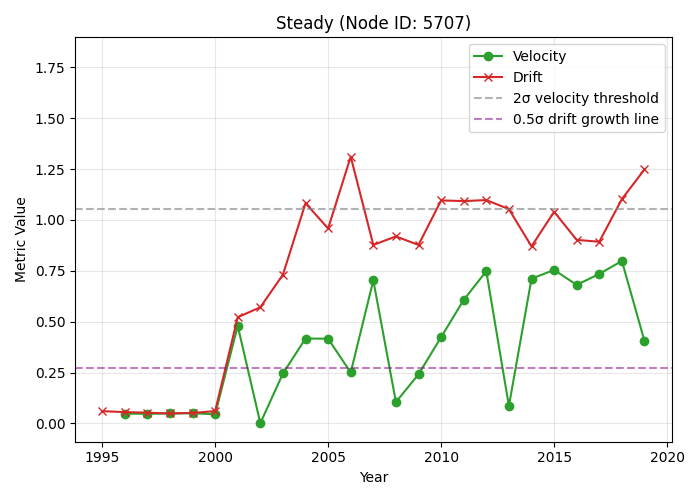 Steady (Node ID: 5707)
Velocity
Drift
2σ velocity threshold
0.5σ drift growth line
Metric Value
1.75
1.50
1.25
1.00
0.75
0.50
0.25
0.00
1995 2000 2005 2010 2015 2020
Year